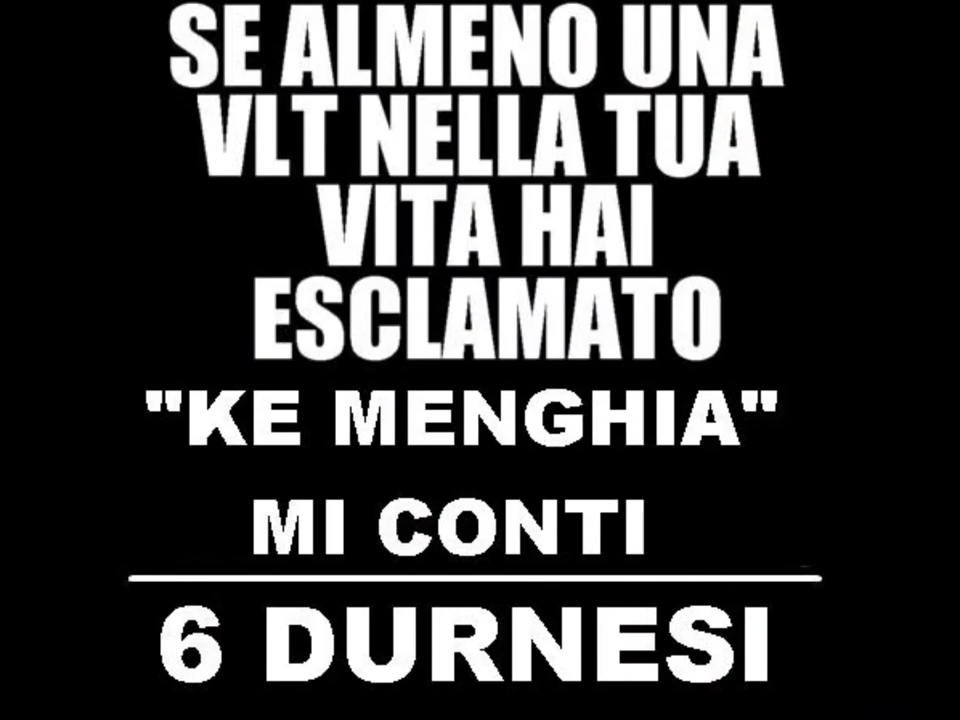 SE ALMENO UNA
VLT NELLA TUA
VITA HAI
ESCLAMATO
"KE MENGHIA"
MI CONTI
6 DURNESI